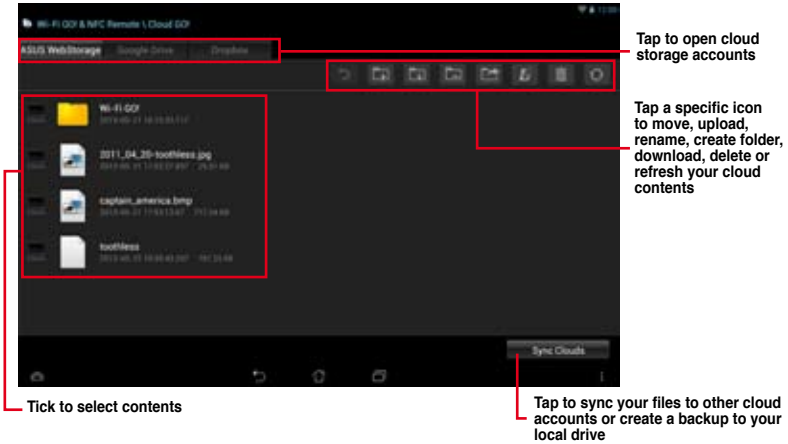 Wi-Fi GO! & NFC Remote \ Cloud GO!
12:00
ASUS WebStorage
Google Drive
Dropbox
Wi-Fi GO!
2011_04_20-toothless.jpg
captain_america.bmp
toothless
Sync Clouds
Tap to open cloud
storage accounts
Tap a specific icon
to move, upload,
rename, create folder,
download, delete or
refresh your cloud
contents
Tick to select contents
Tap to sync your files to other cloud
accounts or create a backup to your
local drive